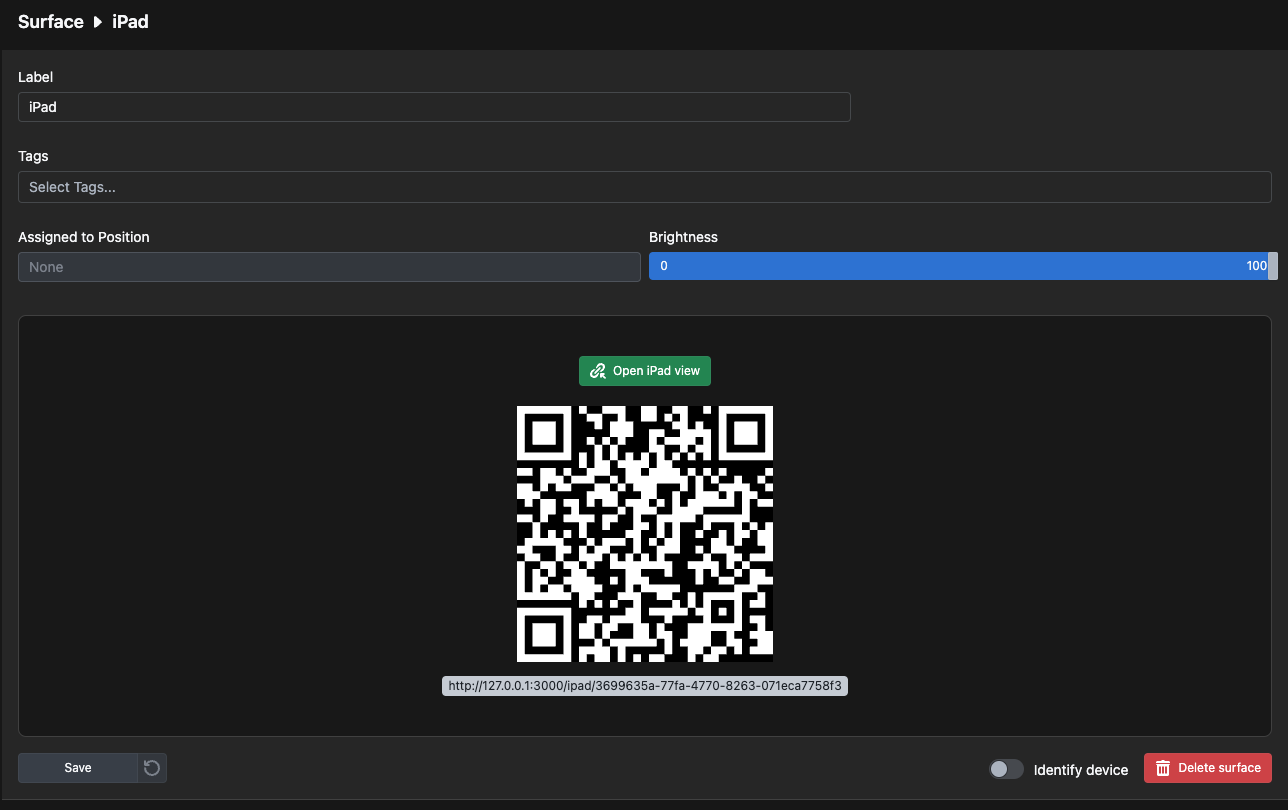 Surface iPad
Label
iPad
Tags
Select Tags...
Assigned to Position
Brightness
None
0
100
Open iPad view
http://127.0.0.1:3000/ipad/3699635a-77fa-4770-8263-071eca7758f3
Save
Identify device
Delete surface